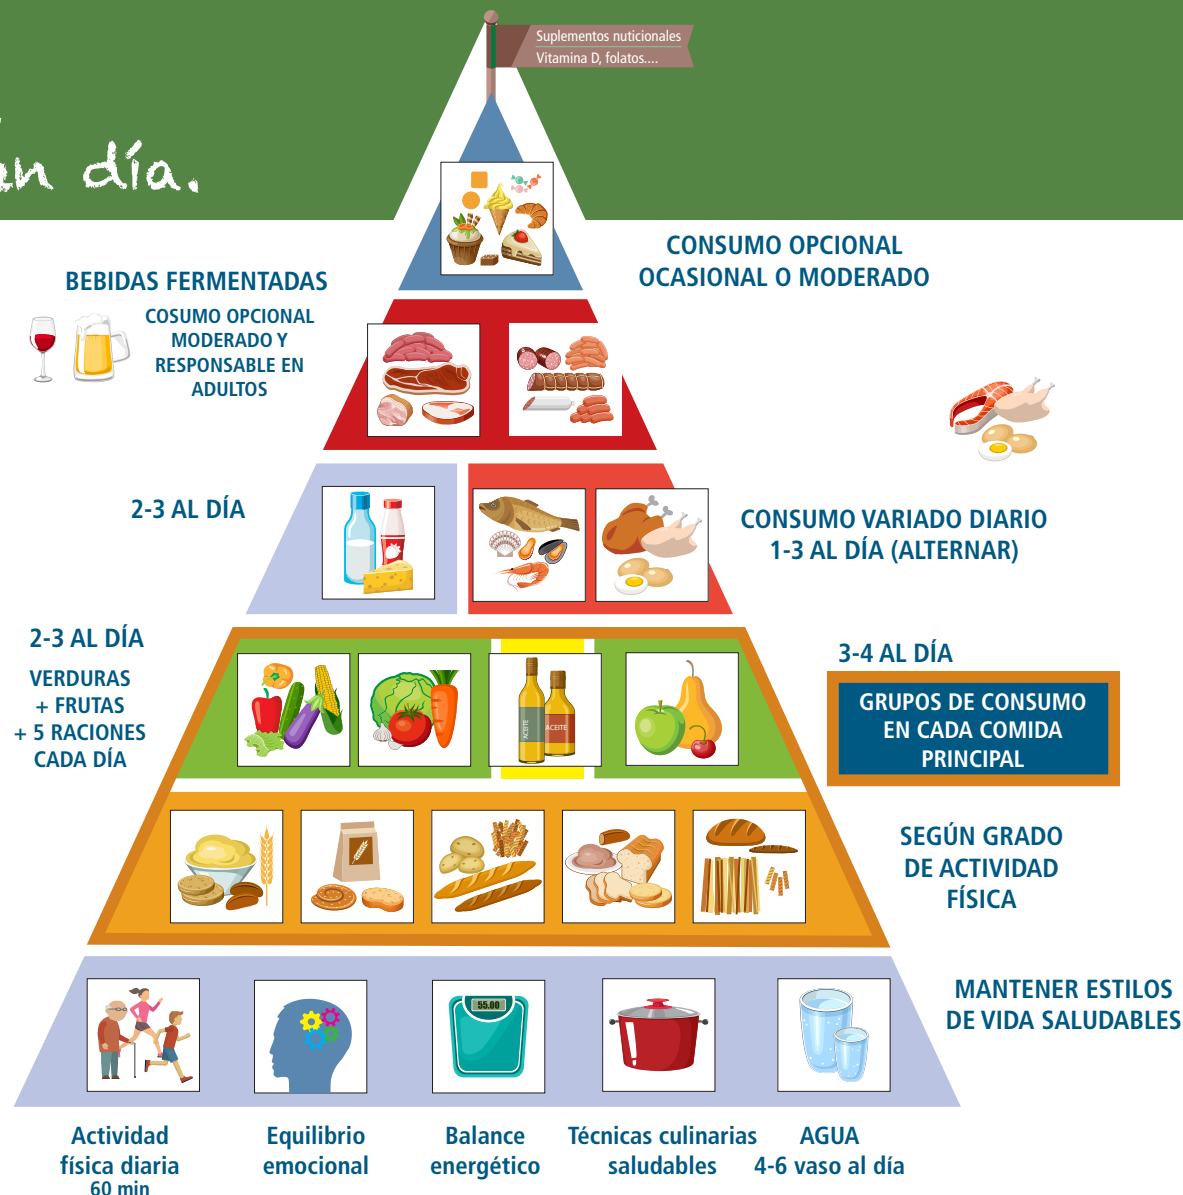 Suplementos nuticionales
Vitamina D, folatos....
día.
CONSUMO OPCIONAL
OCASIONAL O MODERADO
BEBIDAS FERMENTADAS
COSUMO OPCIONAL
MODERADO Y
RESPONSABLE EN
ADULTOS
2-3 AL DÍA
CONSUMO VARIADO DIARIO
1-3 AL DÍA (ALTERNAR)
2-3 AL DÍA
VERDURAS
+ FRUTAS
+ 5 RACIONES
CADA DÍA
ACEITE
ACEITE
3-4 AL DÍA
GRUPOS DE CONSUMO
EN CADA COMIDA
PRINCIPAL
SEGÚN GRADO
DE ACTIVIDAD
FÍSICA
55.00
MANTENER ESTILOS
DE VIDA SALUDABLES
Actividad
física diaria
60 min
Equilibrio
emocional
Balance
energético
Técnicas culinarias
saludables
AGUA
4-6 vaso al día